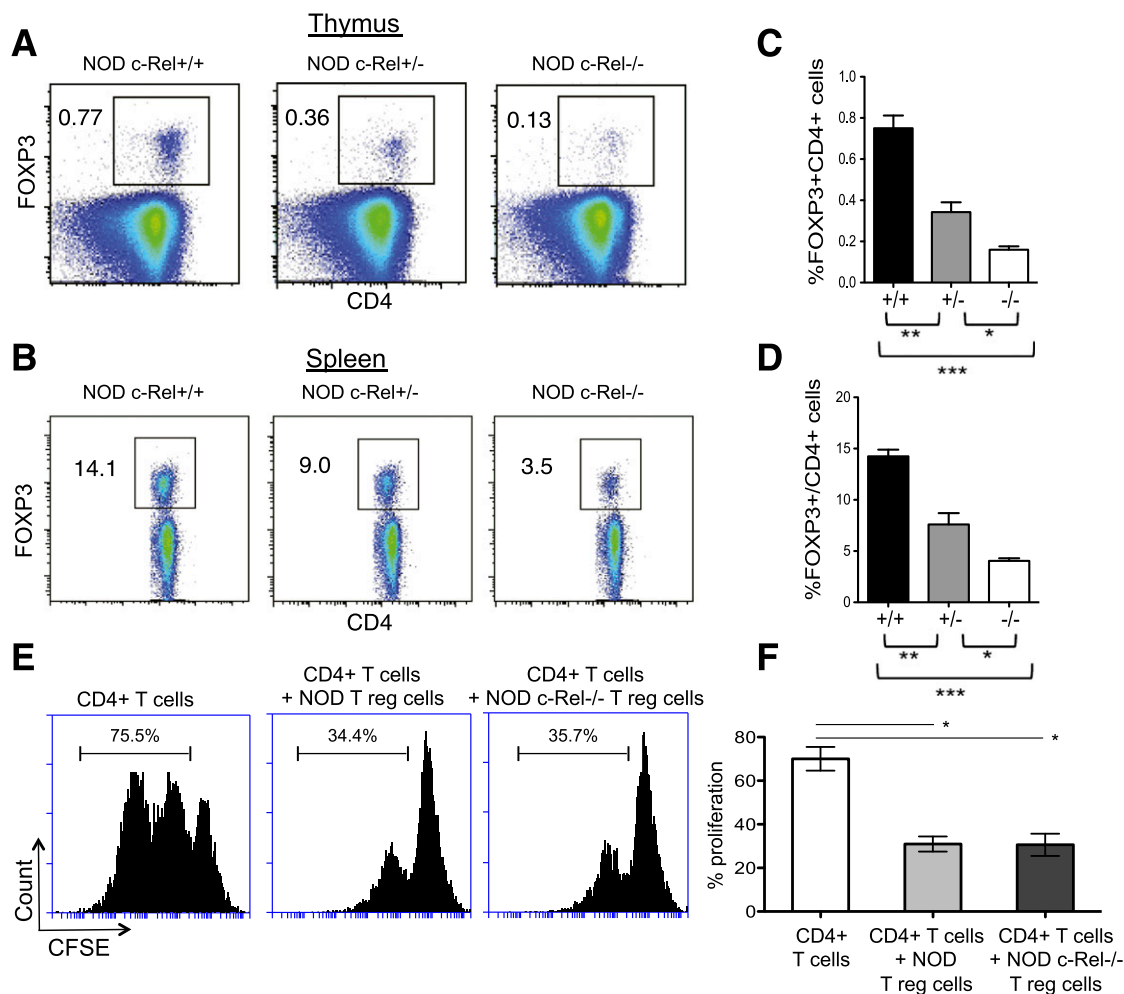 A
Thymus
NOD c-Rel+/+
NOD c-Rel+/-
NOD c-Rel-/-
FOXP3
0.77
0.36
0.13
CD4
C
%FOXP3+CD4+ cells
1.0
0.8
0.6
0.4
0.2
0.0
+/+
+/-
-/-
**
*
***
B
Spleen
NOD c-Rel+/+
NOD c-Rel+/-
NOD c-Rel-/-
FOXP3
14.1
9.0
3.5
CD4
D
%FOXP3+/CD4+ cells
20
15
10
5
0
+/+
+/-
-/-
**
*
***
E
CD4+ T cells
CD4+ T cells
+ NOD T reg cells
CD4+ T cells
+ NOD c-Rel-/- T reg cells
75.5%
34.4%
35.7%
Count
CFSE
F
*
*
% proliferation
80
60
40
20
0
CD4+
T cells
CD4+ T cells
+ NOD
T reg cells
CD4+ T cells
+ NOD c-Rel-/-
T reg cells